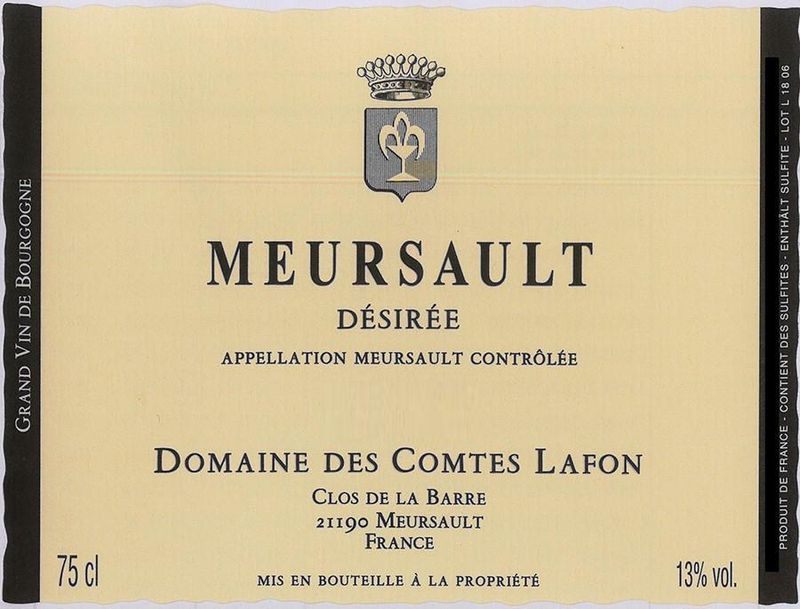 MEURSAULT
DÉSIRÉE
APPELLATION MEURSAULT CONTRÔLÉE
DOMAINE DES COMTES LAFON
CLOS DE LA BARRE
21190 MEURSAULT
FRANCE
75 cl
MIS EN BOUTEILLE À LA PROPRIÉTÉ
13% vol.
GRAND VIN DE BOURGOGNE
PRODUIT DE FRANCE - CONTIENT DES SULFITES - ENTHÄLT SULFITE - LOT L 18 06